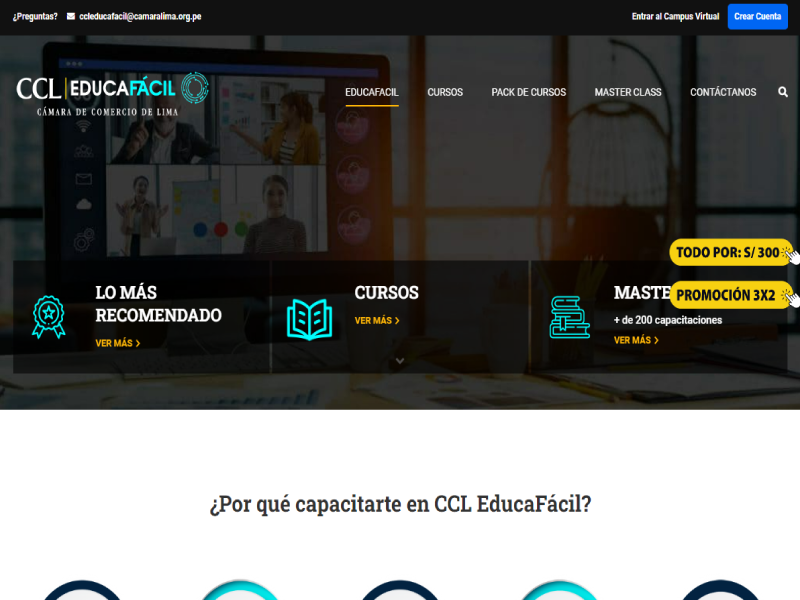 ¿Preguntas? ccleducafacil@camaralima.org.pe Entrar al Campus Virtual Crear Cuenta
CCL EDUCAFÁCIL
CÁMARA DE COMERCIO DE LIMA
EDUCAFACIL CURSOS PACK DE CURSOS MASTER CLASS CONTÁCTANOS
TODO POR: S/ 300
LO MÁS RECOMENDADO
VER MÁS
CURSOS
VER MÁS
MASTE
PROMOCIÓN 3X2
+ de 200 capacitaciones
VER MÁS
¿Por qué capacitarte en CCL EducaFácil?